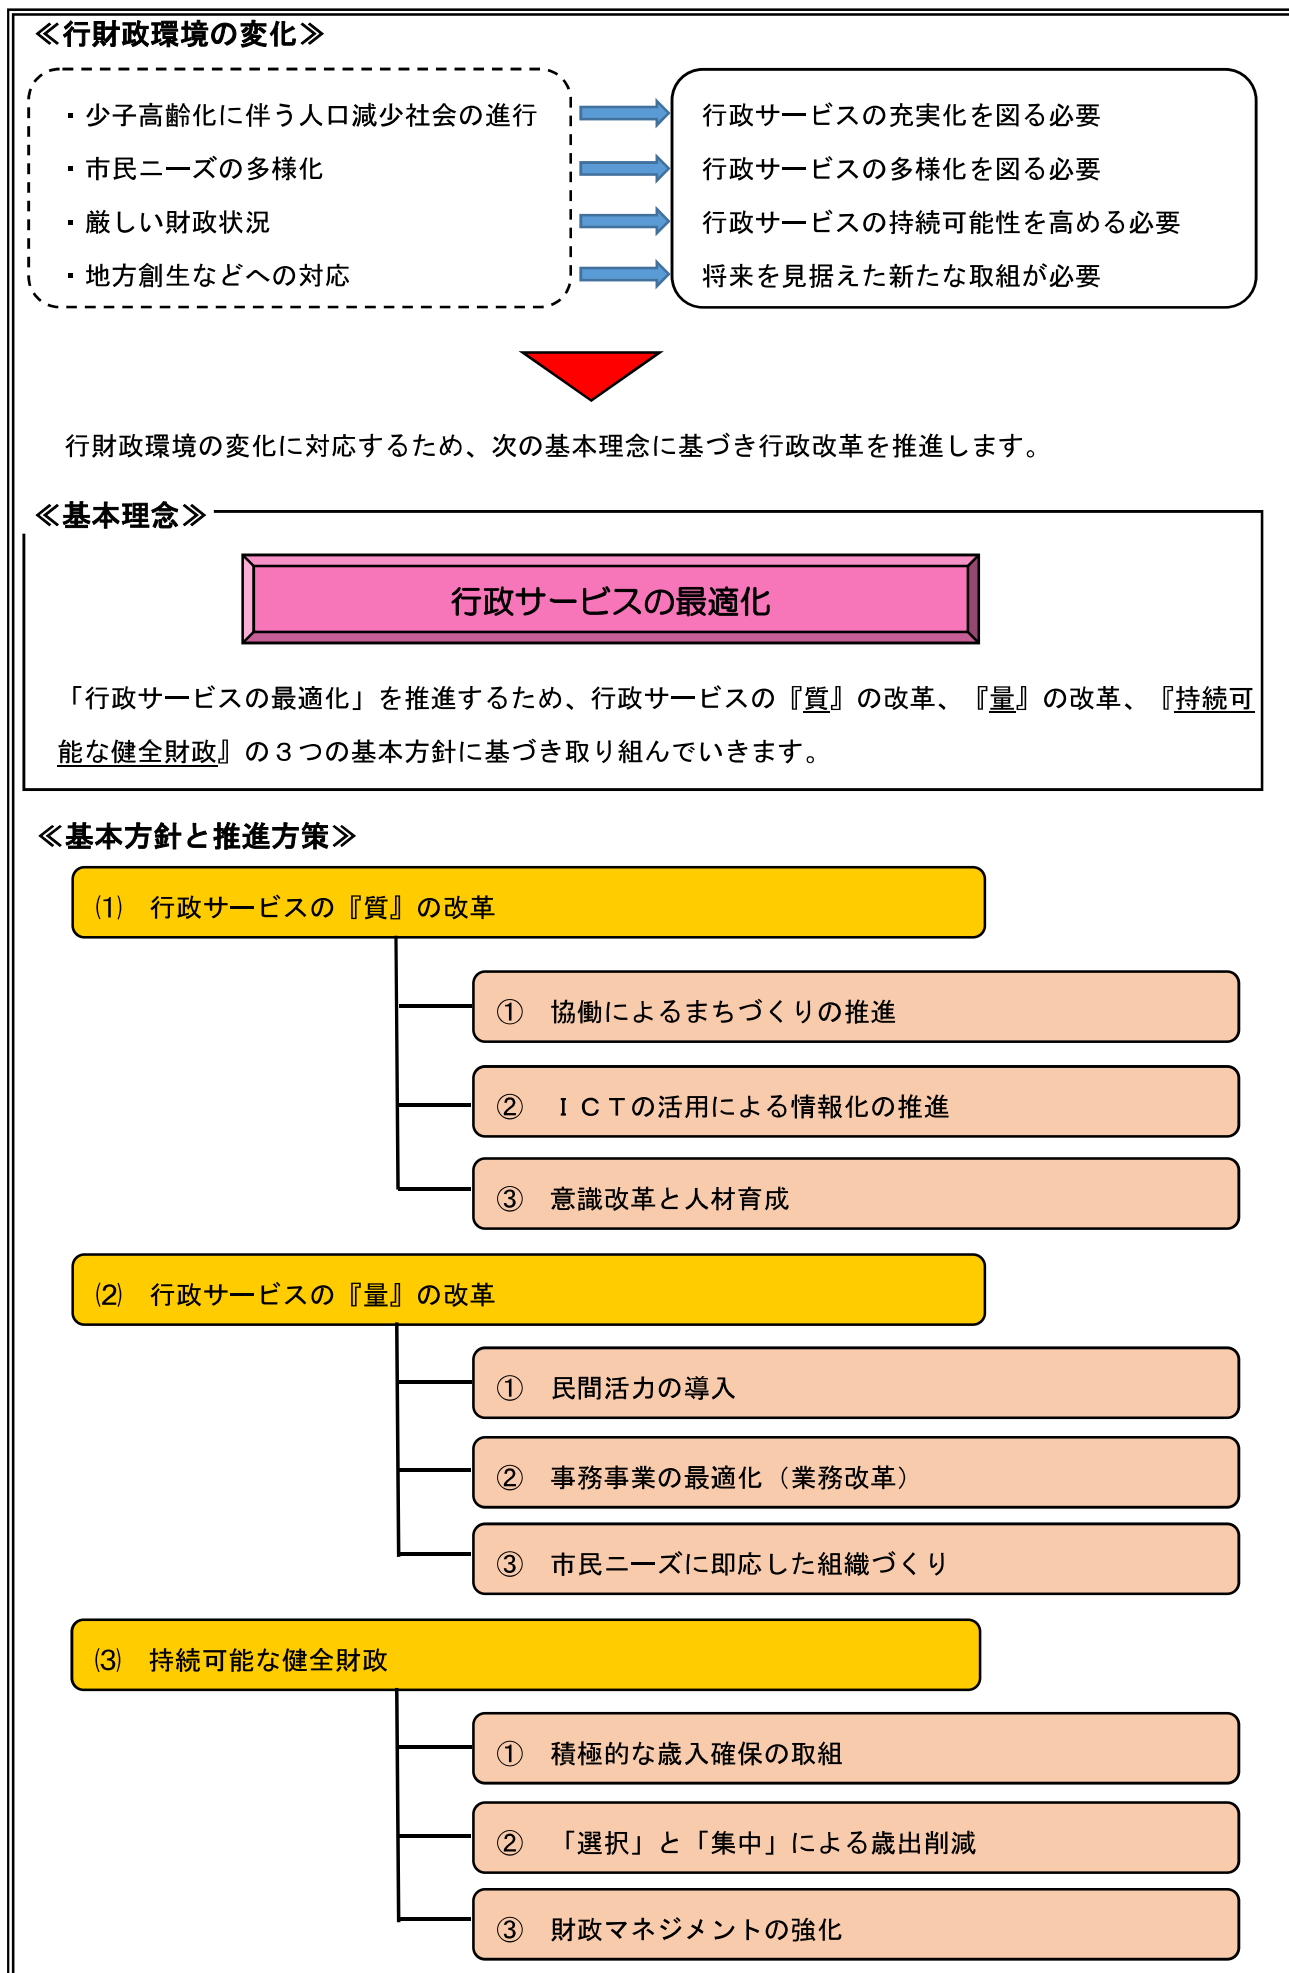 ≪行財政環境の変化≫
・少子高齢化に伴う人口減少社会の進行
行政サービスの充実化を図る必要
・市民ニーズの多様化
行政サービスの多様化を図る必要
・厳しい財政状況
行政サービスの持続可能性を高める必要
・地方創生などへの対応
将来を見据えた新たな取組が必要
行財政環境の変化に対応するため、次の基本理念に基づき行政改革を推進します。
≪基本理念≫
行政サービスの最適化
「行政サービスの最適化」を推進するため、行政サービスの『質』の改革、『量』の改革、『持続可
能な健全財政』の３つの基本方針に基づき取り組んでいきます。
≪基本方針と推進方策≫
⑴　行政サービスの『質』の改革
①　協働によるまちづくりの推進
②　ＩＣＴの活用による情報化の推進
③　意識改革と人材育成
⑵　行政サービスの『量』の改革
①　民間活力の導入
②　事務事業の最適化（業務改革）
③　市民ニーズに即応した組織づくり
⑶　持続可能な健全財政
①　積極的な歳入確保の取組
②　「選択」と「集中」による歳出削減
③　財政マネジメントの強化